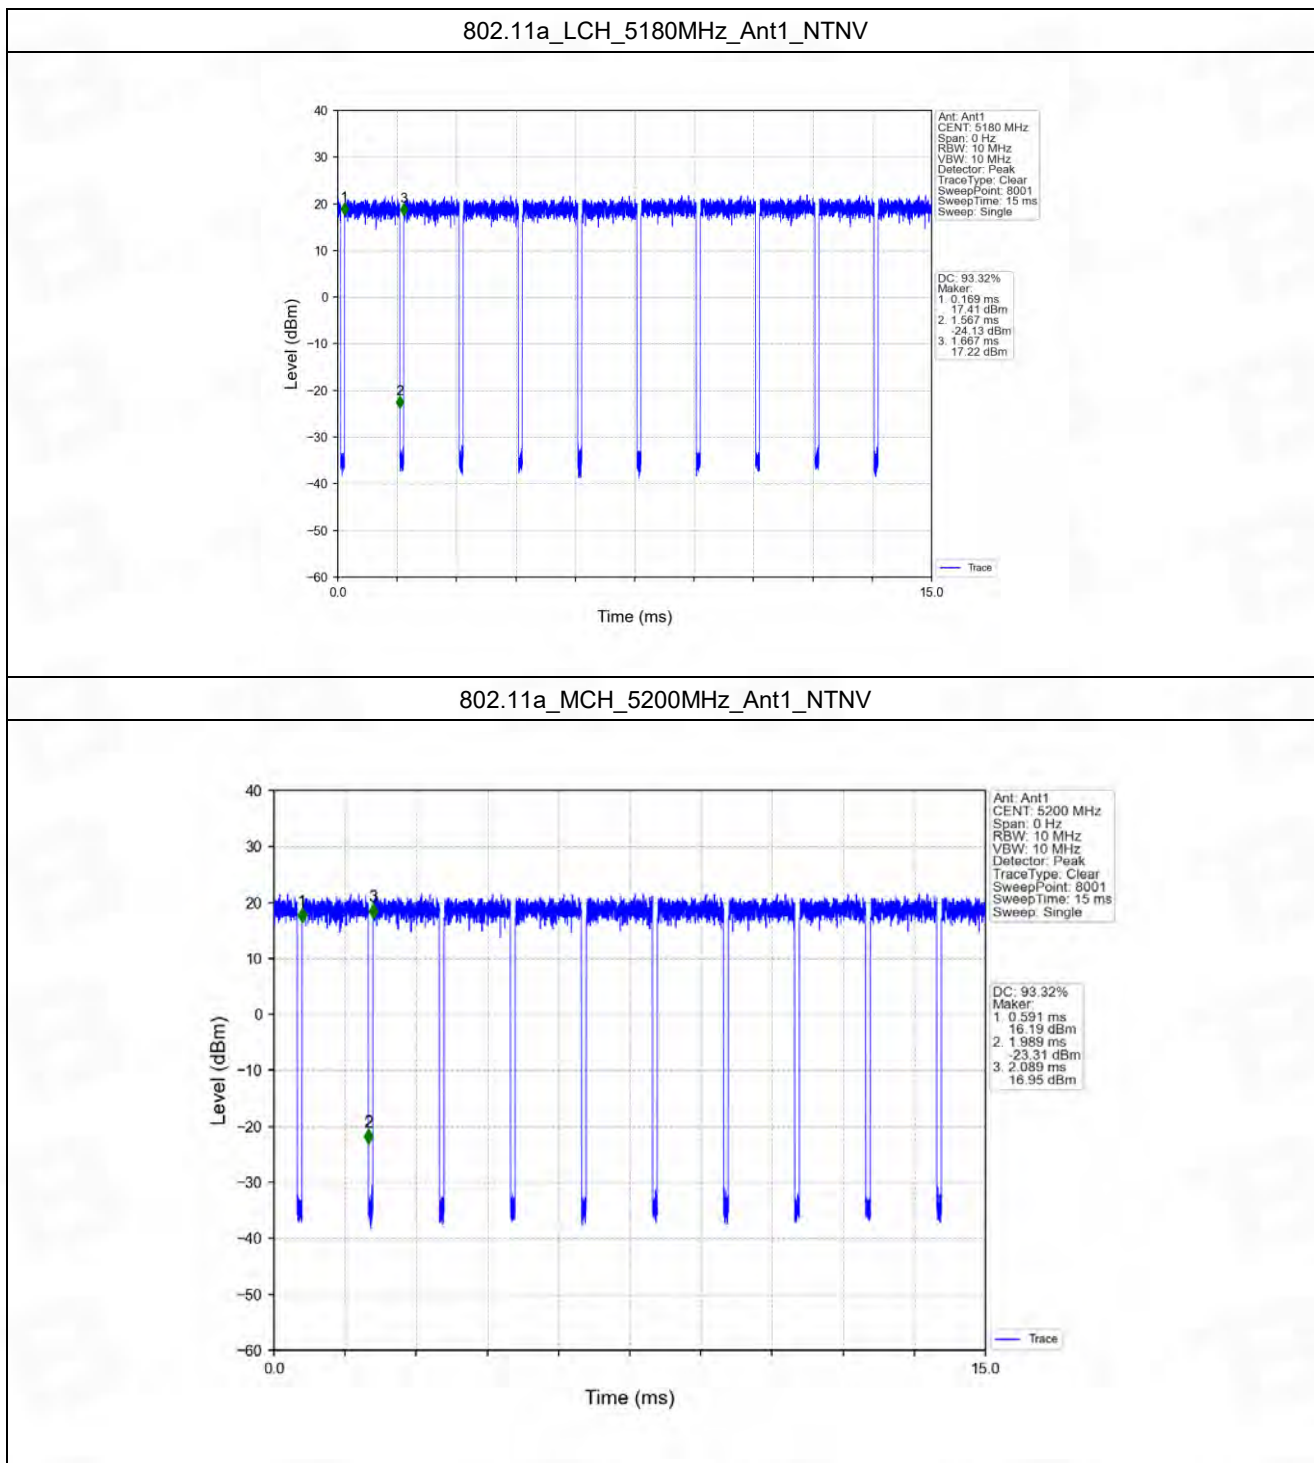 802.11a_LCH_5180MHz_Ant1_NTNV
40
30
20
10
0
−10
−20
−30
−40
−50
−60
Level (dBm)
1
3
2
0.0
15.0
Time (ms)
Ant: Ant1
CENT: 5180 MHz
Span: 0 Hz
RBW: 10 MHz
VBW: 10 MHz
Detector: Peak
TraceType: Clear
SweepPoint: 8001
SweepTime: 15 ms
Sweep: Single
DC: 93.32%
Maker:
1. 0.169 ms
17.41 dBm
2. 1.567 ms
-24.13 dBm
3. 1.667 ms
17.22 dBm
Trace
802.11a_MCH_5200MHz_Ant1_NTNV
40
30
20
10
0
−10
−20
−30
−40
−50
−60
Level (dBm)
1
3
2
0.0
15.0
Time (ms)
Ant: Ant1
CENT: 5200 MHz
Span: 0 Hz
RBW: 10 MHz
VBW: 10 MHz
Detector: Peak
TraceType: Clear
SweepPoint: 8001
SweepTime: 15 ms
Sweep: Single
DC: 93.32%
Maker:
1. 0.591 ms
16.19 dBm
2. 1.989 ms
-23.31 dBm
3. 2.089 ms
16.95 dBm
Trace